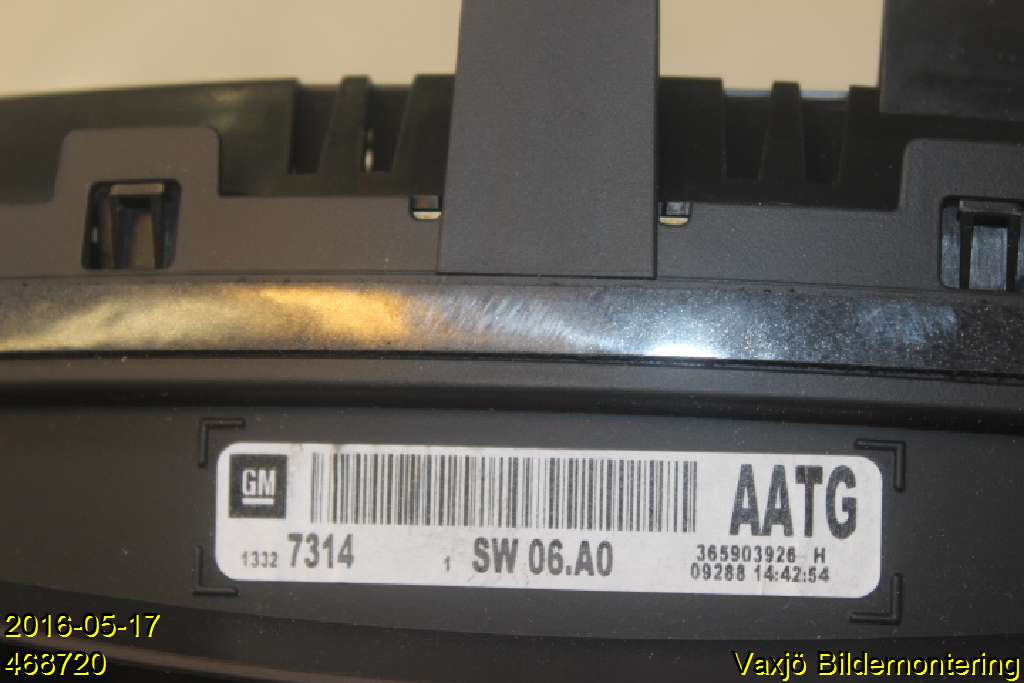 GM
AATG
1332 7314 1 SW 06.A0
365903926 H
09288 14:42:54
2016-05-17
468720
Vaxjö Bildemontering